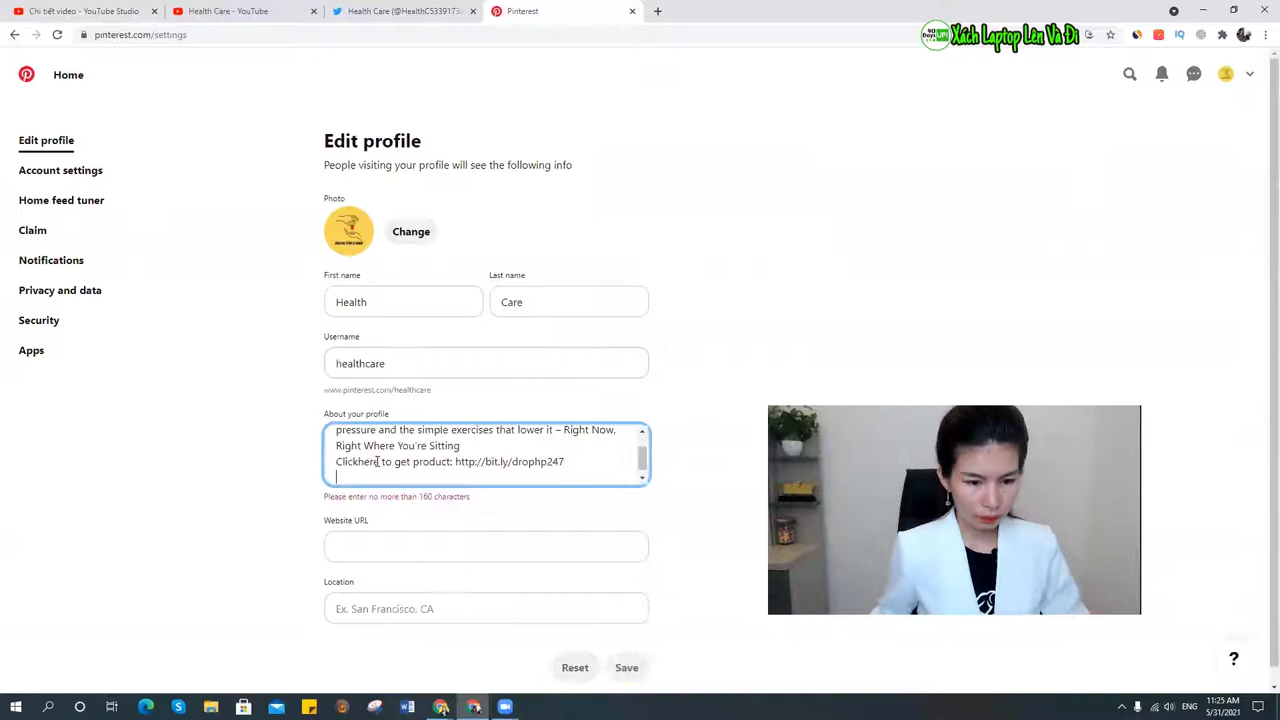 Chi tiết video - YouTube Studio
Health Care - YouTube
Health Care (@HealthC5339173
Pinterest
pinterest.com/settings
90 Days UP! Xách Laptop Lên Và Đi
Home
Edit profile
Account settings
Home feed tuner
Claim
Notifications
Privacy and data
Security
Apps
Edit profile
People visiting your profile will see the following info
Photo
Change
First name
Last name
Health
Care
Username
healthcare
www.pinterest.com/healthcare
About your profile
pressure and the simple exercises that lower it – Right Now,
Right Where You're Sitting
Clickhere to get product: http://bit.ly/drophp247
Please enter no more than 160 characters
Website URL
Location
Ex. San Francisco, CA
Reset
Save
?
11:25 AM
5/31/2021